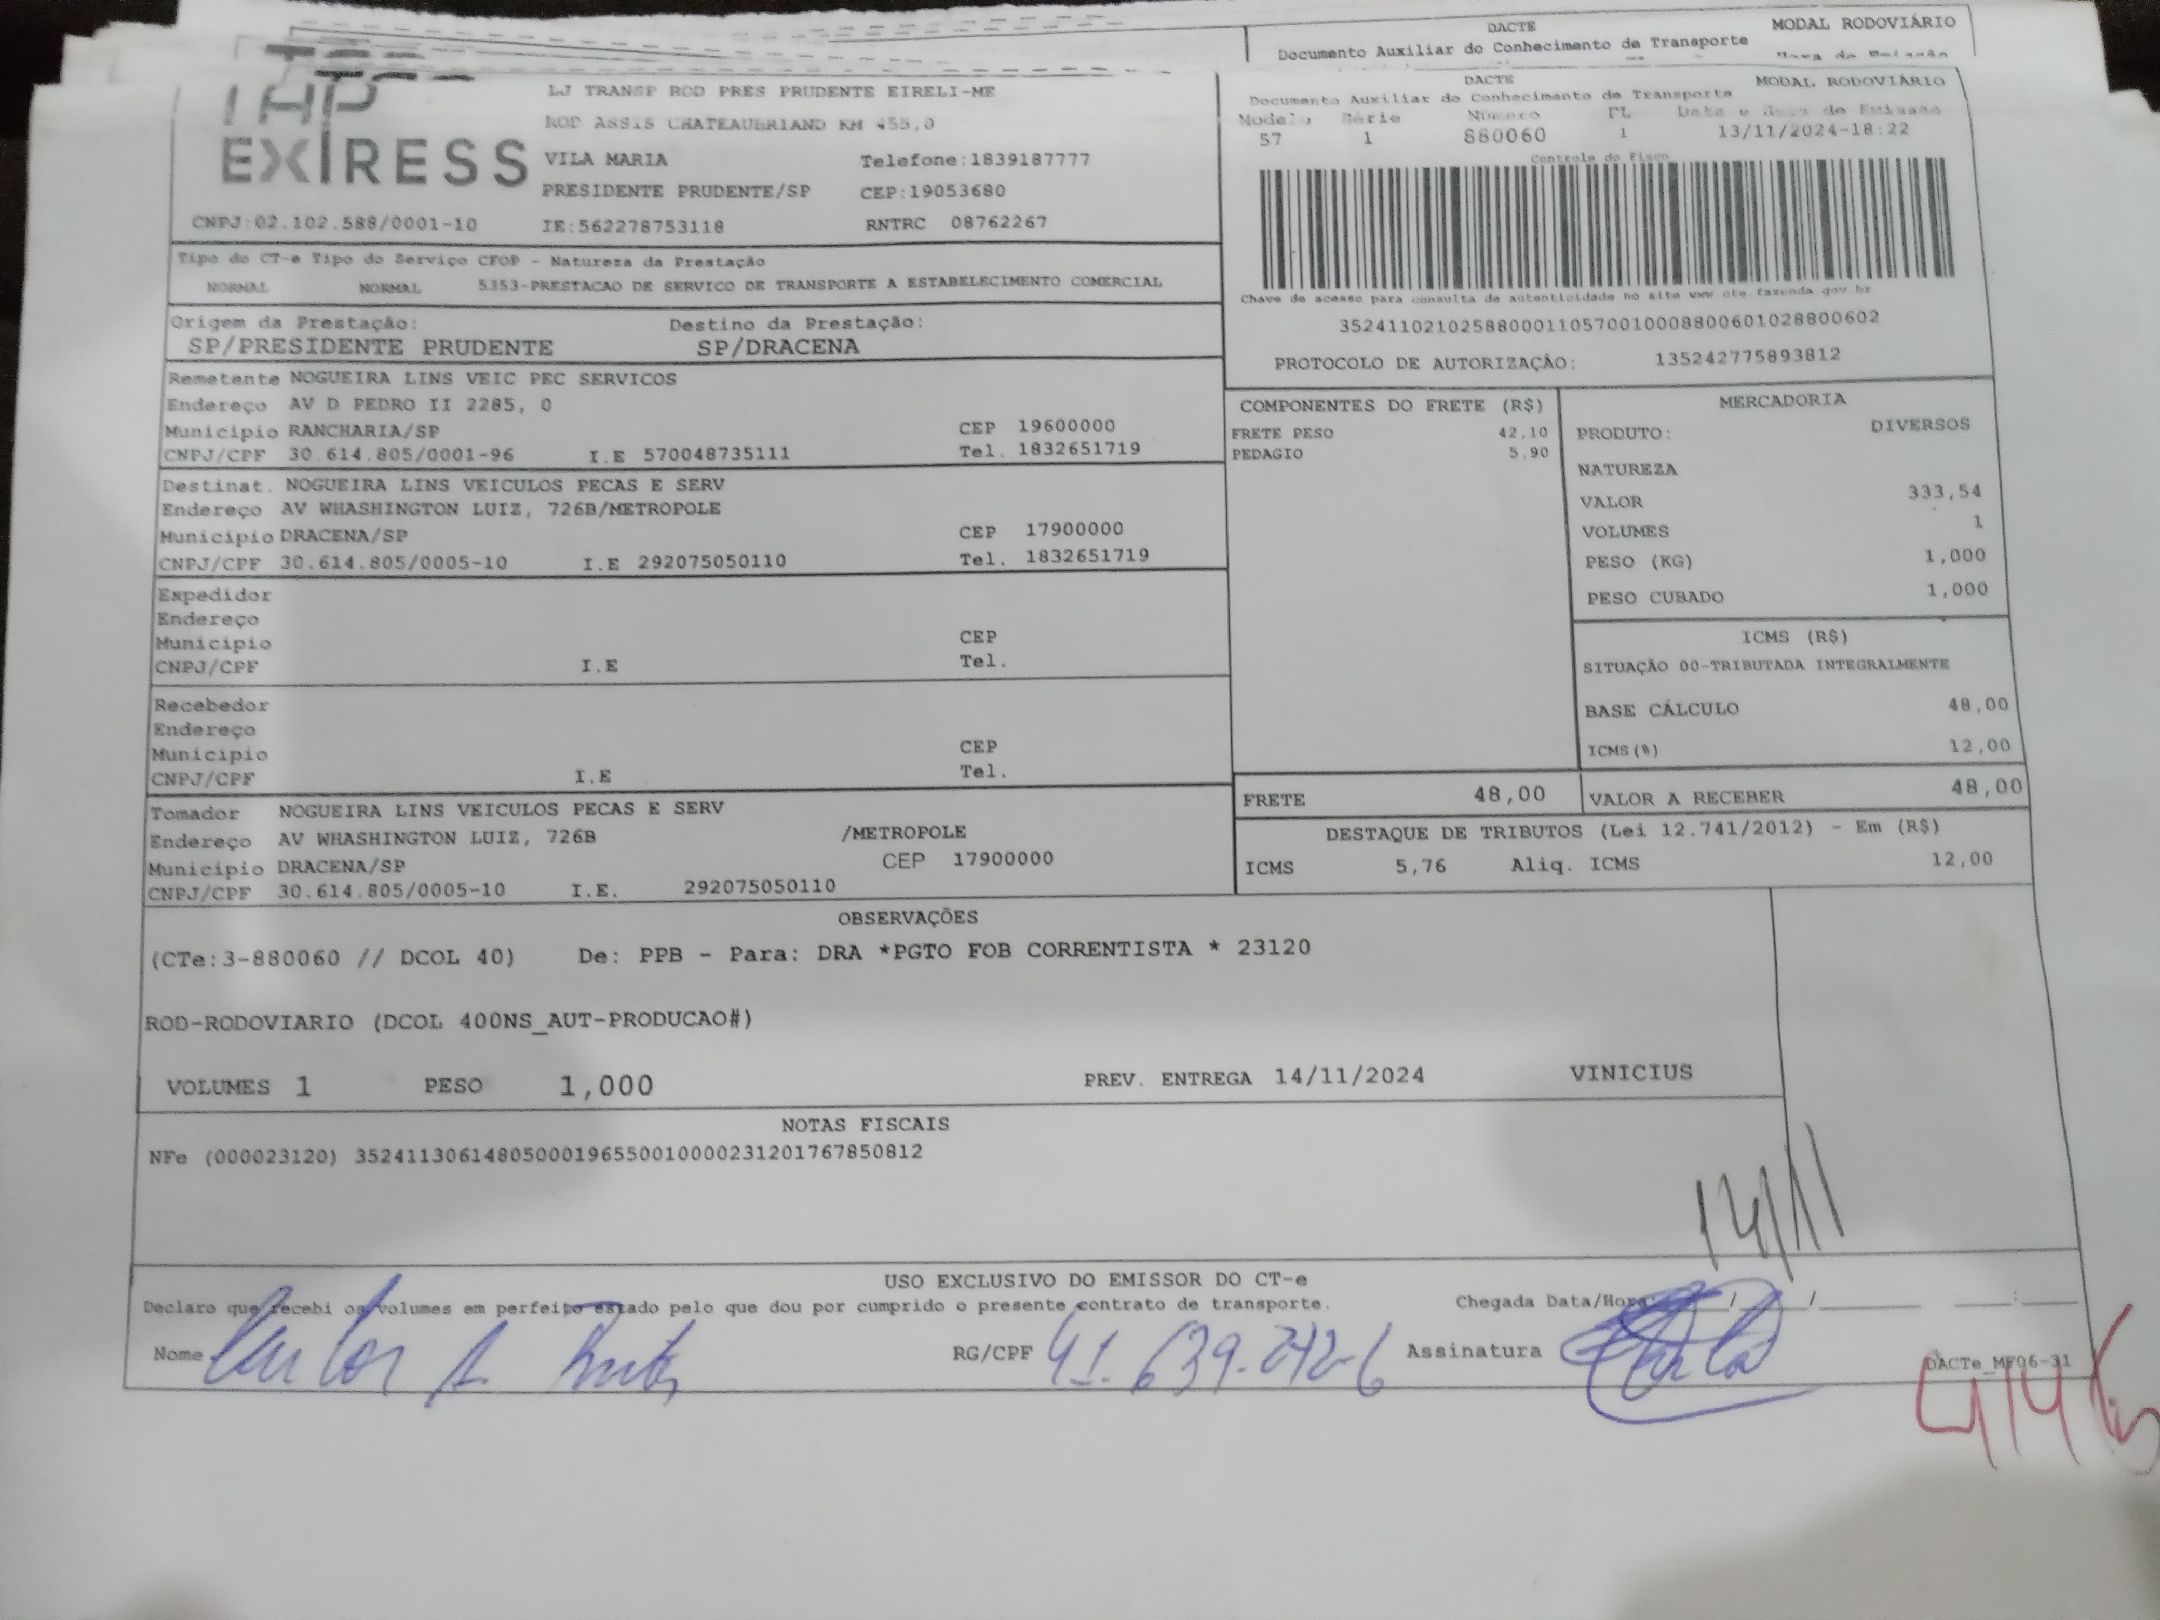 DACTE MODAL RODOVIÁRIO
Documento Auxiliar do Conhecimento de Transporte
EXPRESS
LJ TRANSP ROD PRES PRUDENTE EIRELI-ME
ROD ASSIS CHATEAUBRIAND KM 455,0
VILA MARIA Telefone:1839187777
PRESIDENTE PRUDENTE/SP CEP:19053680
CNPJ:02.102.588/0001-10 IE:562278753118 RNTRC 08762267
DACTE MODAL RODOVIÁRIO
Documento Auxiliar do Conhecimento de Transporte
Modelo Série Número FL Data e Hora de Emissão
57 1 880060 1 13/11/2024-18:22
Controle do Fisco
Chave de acesso para consulta de autenticidade no site www cte fazenda gov br
35241102102588000110570010008800601028800602
PROTOCOLO DE AUTORIZAÇÃO: 135242775893812
Tipo do CT-e Tipo do Serviço CFOP - Natureza da Prestação
NORMAL NORMAL 5353-PRESTACAO DE SERVICO DE TRANSPORTE A ESTABELECIMENTO COMERCIAL
Origem da Prestação: Destino da Prestação:
SP/PRESIDENTE PRUDENTE SP/DRACENA
Remetente NOGUEIRA LINS VEIC PEC SERVICOS
Endereço AV D PEDRO II 2285, 0
Municipio RANCHARIA/SP CEP 19600000
CNPJ/CPF 30.614.805/0001-96 I.E 570048735111 Tel. 1832651719
Destinat. NOGUEIRA LINS VEICULOS PECAS E SERV
Endereço AV WHASHINGTON LUIZ, 726B/METROPOLE
Municipio DRACENA/SP CEP 17900000
CNPJ/CPF 30.614.805/0005-10 I.E 292075050110 Tel. 1832651719
Expedidor
Endereço
Municipio CEP
CNPJ/CPF I.E Tel.
Recebedor
Endereço
Municipio CEP
CNPJ/CPF I.E Tel.
Tomador NOGUEIRA LINS VEICULOS PECAS E SERV
Endereço AV WHASHINGTON LUIZ, 726B /METROPOLE
Municipio DRACENA/SP CEP 17900000
CNPJ/CPF 30.614.805/0005-10 I.E. 292075050110
COMPONENTES DO FRETE (R$)
FRETE PESO 42,10
PEDAGIO 5,90
MERCADORIA
PRODUTO: DIVERSOS
NATUREZA
VALOR 333,54
VOLUMES 1
PESO (KG) 1,000
PESO CUBADO 1,000
ICMS (R$)
SITUAÇÃO 00-TRIBUTADA INTEGRALMENTE
BASE CÁLCULO 48,00
ICMS(%) 12,00
FRETE 48,00 VALOR A RECEBER 48,00
DESTAQUE DE TRIBUTOS (Lei 12.741/2012) - Em (R$)
ICMS 5,76 Aliq. ICMS 12,00
OBSERVAÇÕES
(CTe:3-880060 // DCOL 40) De: PPB - Para: DRA *PGTO FOB CORRENTISTA * 23120
ROD-RODOVIARIO (DCOL 400NS_AUT-PRODUCAO#)
VOLUMES 1 PESO 1,000 PREV. ENTREGA 14/11/2024 VINICIUS
NOTAS FISCAIS
NFe (000023120) 35241130614805000196550010000231201767850812
14/11
USO EXCLUSIVO DO EMISSOR DO CT-e
Declaro que recebi os volumes em perfeito estado pelo que dou por cumprido o presente contrato de transporte. Chegada Data/Hora: / / :
Nome Carlos A. RG/CPF 41.639.242-6 Assinatura
DACTe_MF06-31